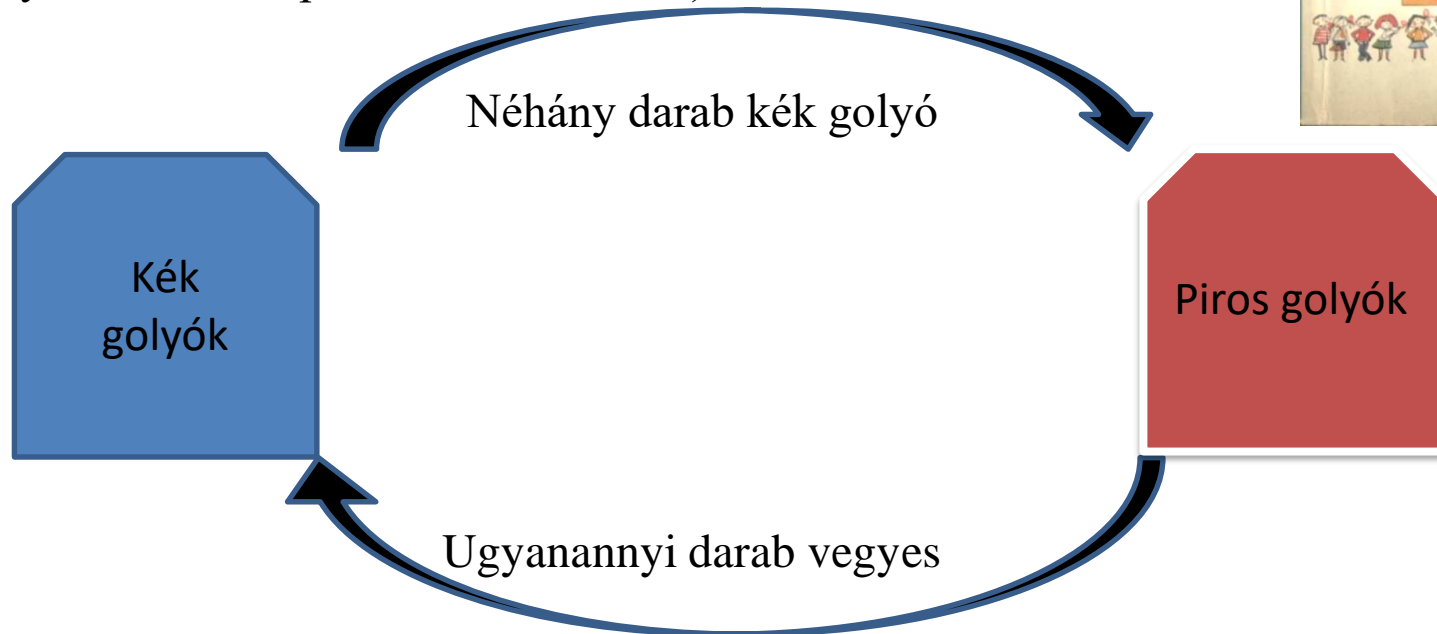 Néhány darab kék golyó
Kék
golyók
Piros golyók
Ugyanannyi darab vegyes